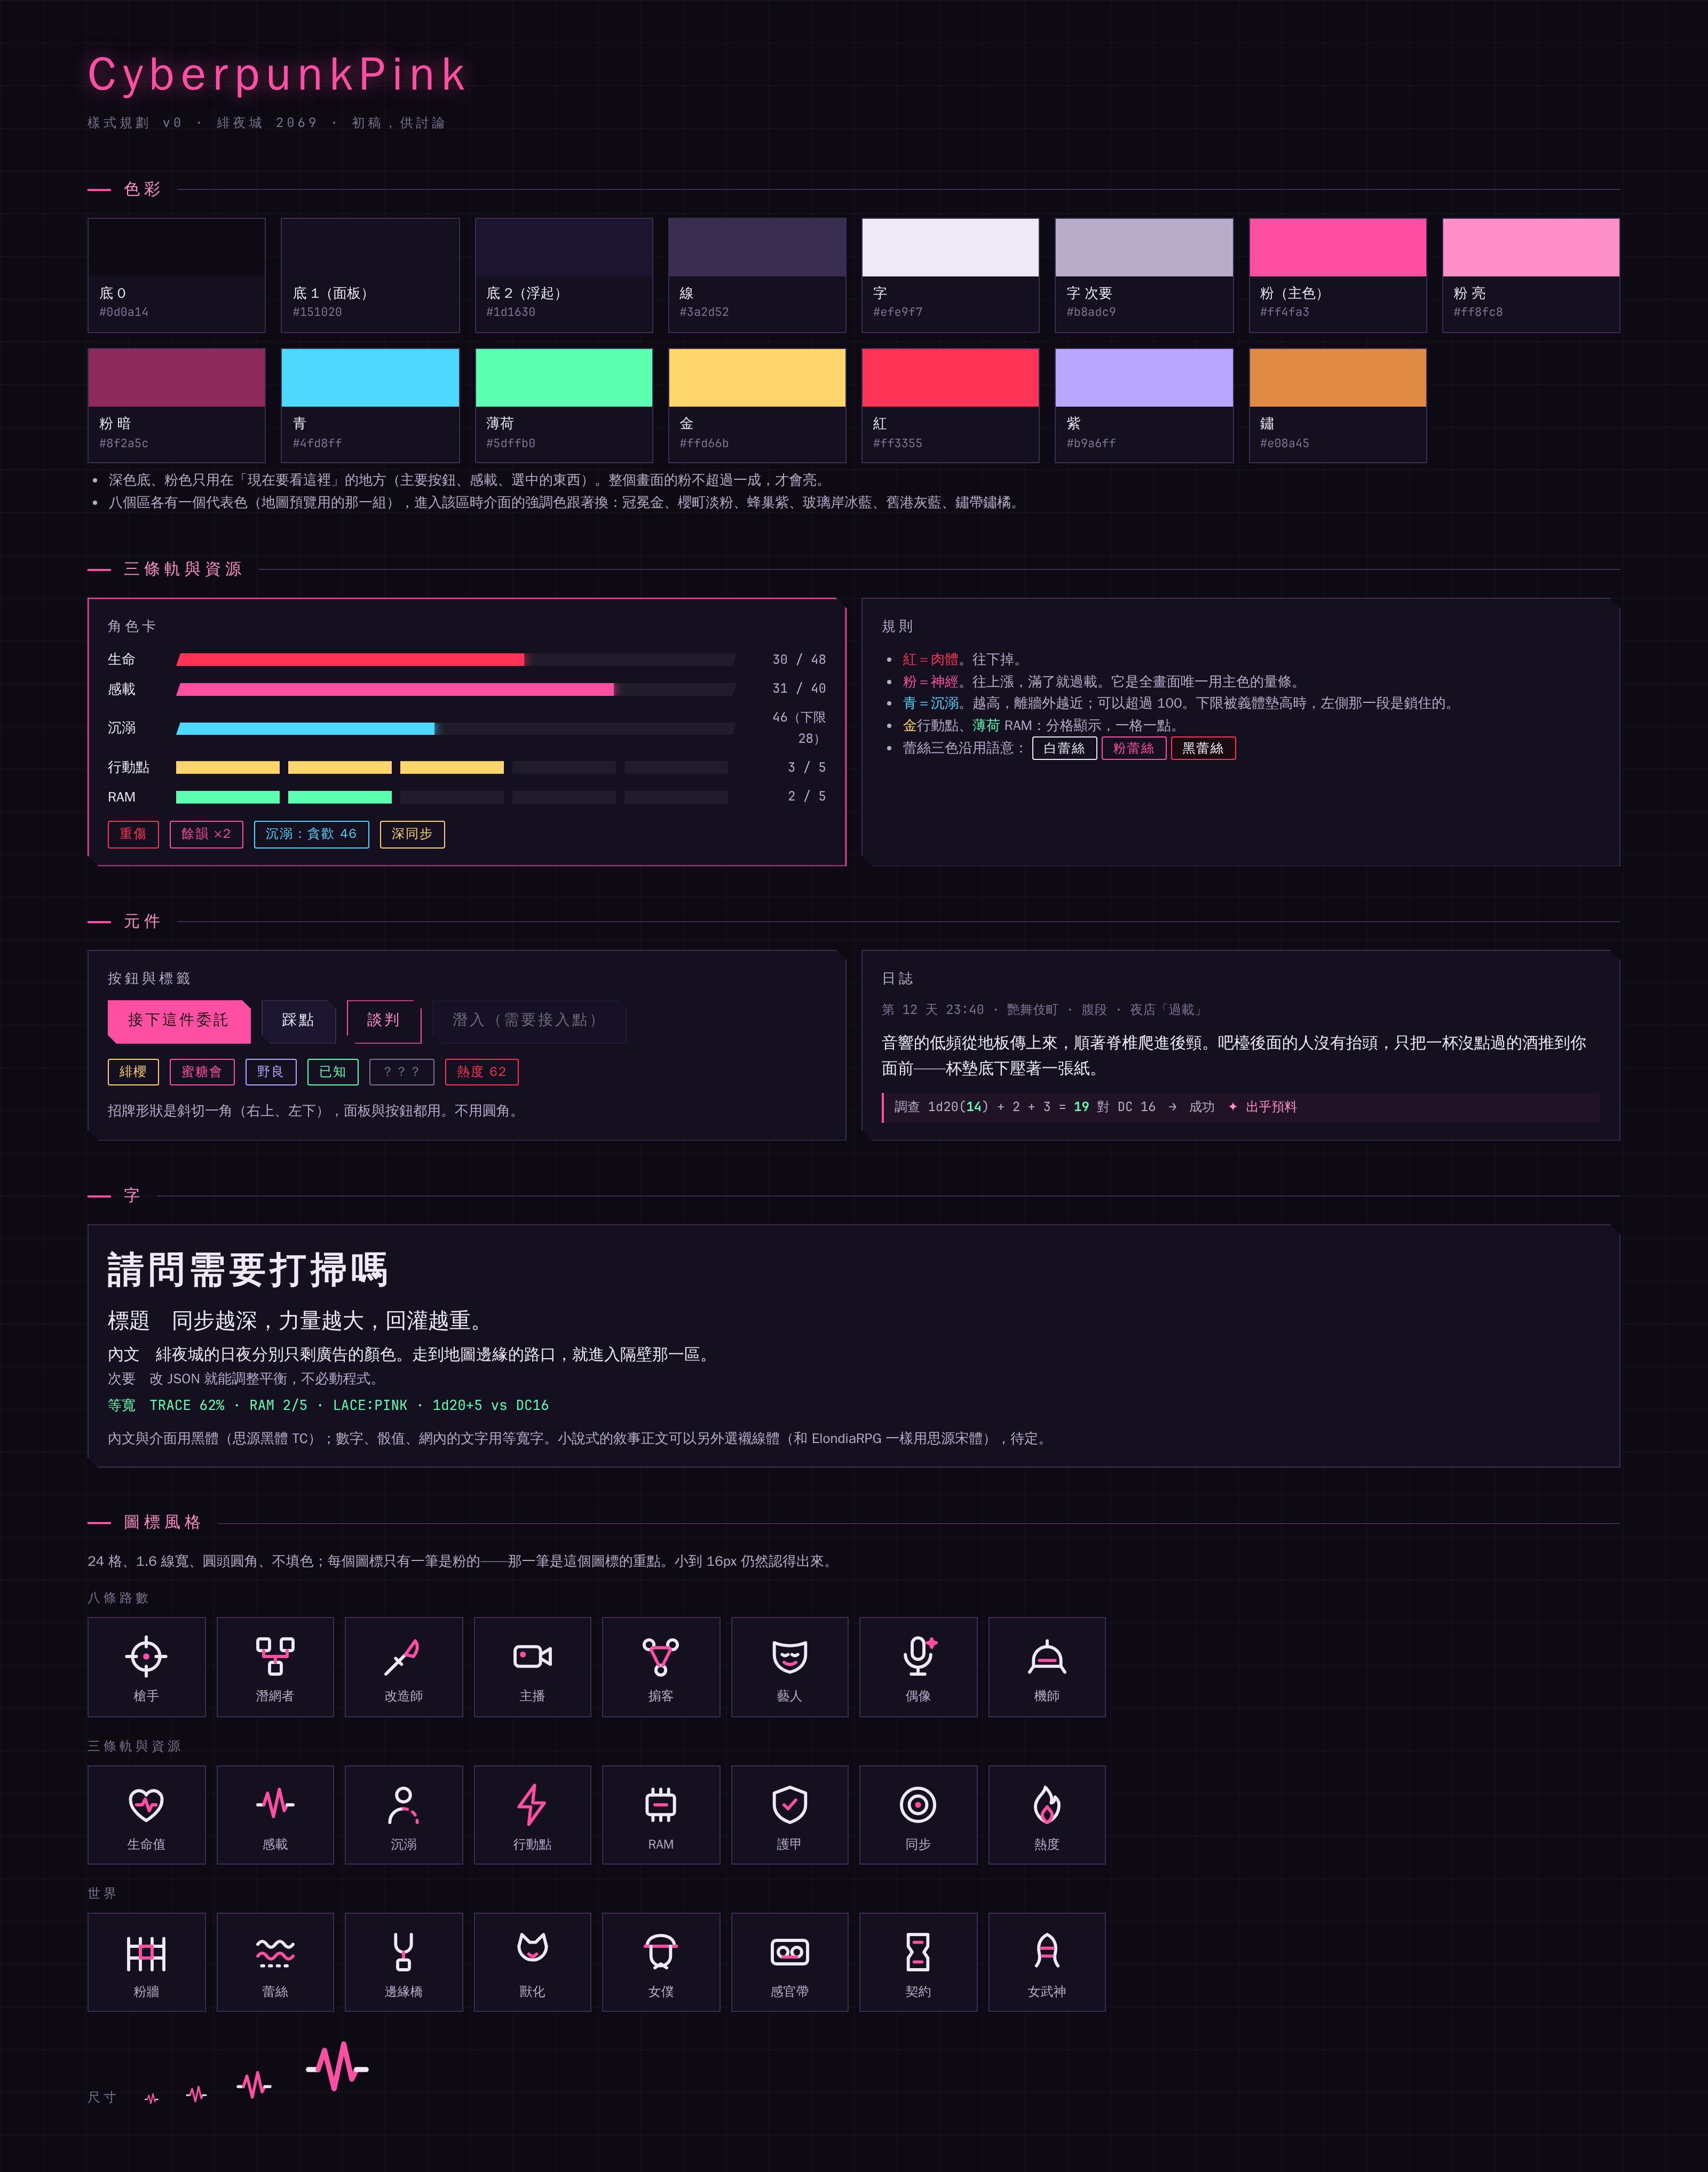 CyberpunkPink
樣式規劃 v0 · 緋夜城 2069 · 初稿，供討論
色彩
底 0
#0d0a14
底 1（面板）
#151020
底 2（浮起）
#1d1630
線
#3a2d52
字
#efe9f7
字 次要
#b8adc9
粉（主色）
#ff4fa3
粉 亮
#ff8fc8
粉 暗
#8f2a5c
青
#4fd8ff
薄荷
#5dffb0
金
#ffd66b
紅
#ff3355
紫
#b9a6ff
鏽
#e08a45
• 深色底、粉色只用在「現在要看這裡」的地方（主要按鈕、感載、選中的東西）。整個畫面的粉不超過一成，才會亮。
• 八個區各有一個代表色（地圖預覽用的那一組），進入該區時介面的強調色跟著換：冠冕金、櫻町淡粉、蜂巢紫、玻璃岸冰藍、舊港灰藍、鏽帶鏽橘。
三條軌與資源
角色卡
生命 30 / 48
感載 31 / 40
沉溺 46（下限 28）
行動點 3 / 5
RAM 2 / 5
重傷 餘韻 ×2 沉溺：貪歡 46 深同步
規則
• 紅＝肉體。往下掉。
• 粉＝神經。往上漲，滿了就過載。它是全畫面唯一用主色的量條。
• 青＝沉溺。越高，離牆外越近；可以超過 100。下限被義體墊高時，左側那一段是鎖住的。
• 金行動點、薄荷 RAM：分格顯示，一格一點。
• 蕾絲三色沿用語意： 白蕾絲 粉蕾絲 黑蕾絲
元件
按鈕與標籤
接下這件委託 踩點 談判 潛入（需要接入點）
緋櫻 蜜糖會 野良 已知 ？？？ 熱度 62
招牌形狀是斜切一角（右上、左下），面板與按鈕都用。不用圓角。
日誌
第 12 天 23:40 · 艷舞伎町 · 腹段 · 夜店「過載」
音響的低頻從地板傳上來，順著脊椎爬進後頸。吧檯後面的人沒有抬頭，只把一杯沒點過的酒推到你
面前——杯墊底下壓著一張紙。
調查 1d20(14) + 2 + 3 = 19 對 DC 16 → 成功 ✦ 出乎預料
字
請問需要打掃嗎
標題　同步越深，力量越大，回灌越重。
內文　緋夜城的日夜分別只剩廣告的顏色。走到地圖邊緣的路口，就進入隔壁那一區。
次要　改 JSON 就能調整平衡，不必動程式。
等寬　TRACE 62% · RAM 2/5 · LACE:PINK · 1d20+5 vs DC16
內文與介面用黑體（思源黑體 TC）；數字、骰值、網內的文字用等寬字。小說式的敘事正文可以另外選襯線體（和 ElondiaRPG 一樣用思源宋體），待定。
圖標風格
24 格、1.6 線寬、圓頭圓角、不填色；每個圖標只有一筆是粉的——那一筆是這個圖標的重點。小到 16px 仍然認得出來。
八條路數
槍手 潛網者 改造師 主播 掮客 藝人 偶像 機師
三條軌與資源
生命值 感載 沉溺 行動點 RAM 護甲 同步 熱度
世界
粉牆 蕾絲 邊緣橋 獸化 女僕 感官帶 契約 女武神
尺寸